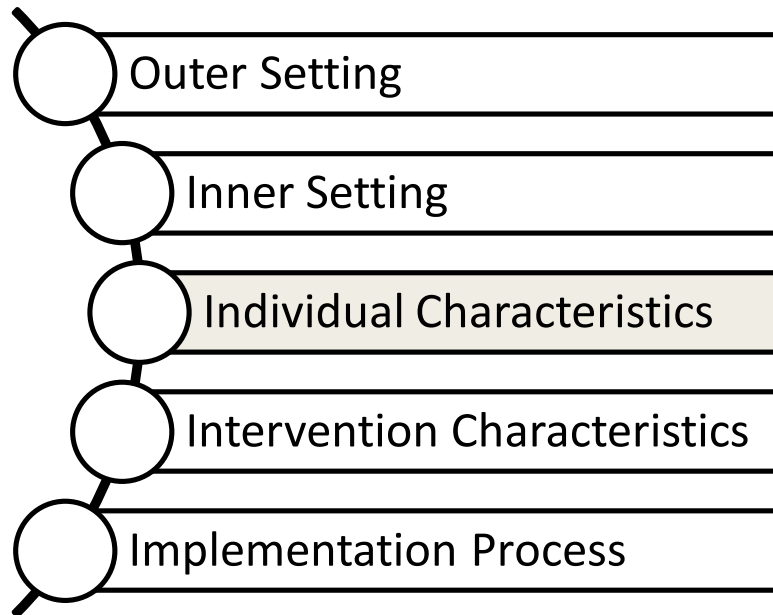 Outer Setting
Inner Setting
Individual Characteristics
Intervention Characteristics
Implementation Process